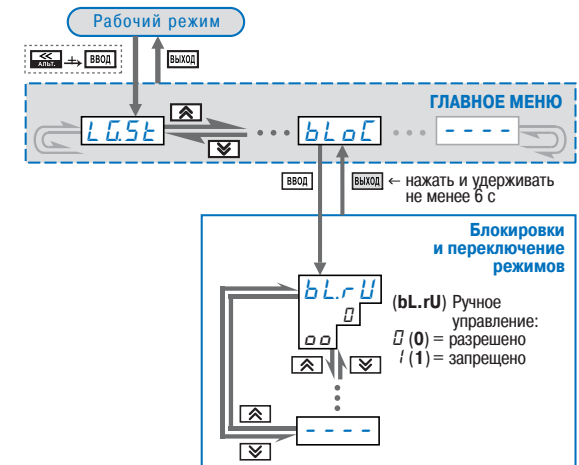 Рабочий режим
АЛЬТ. ВВОД ВЫХОД
ГЛАВНОЕ МЕНЮ
LG.St bLoC - - - -
ВВОД ВЫХОД ← нажать и удерживать
не менее 6 с
Блокировки
и переключение
режимов
bL.rU
0
oo
(bL.rU) Ручное
управление:
0 (0) = разрешено
1 (1) = запрещено
- - - -